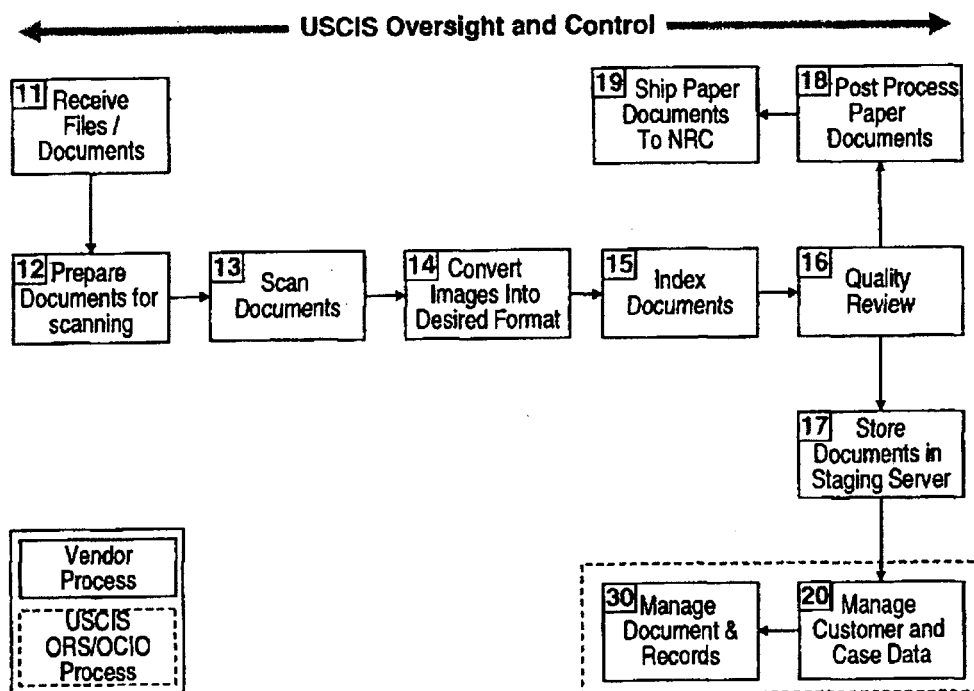 USCIS Oversight and Control
11 Receive
Files /
Documents
19 Ship Paper
Documents
To NRC
18 Post Process
Paper
Documents
12 Prepare
Documents for
scanning
13 Scan
Documents
14 Convert
Images Into
Desired Format
15 Index
Documents
16 Quality
Review
17 Store
Documents in
Staging Server
Vendor
Process
USCIS
ORS/OCIO
Process
30 Manage
Document &
Records
20 Manage
Customer and
Case Data